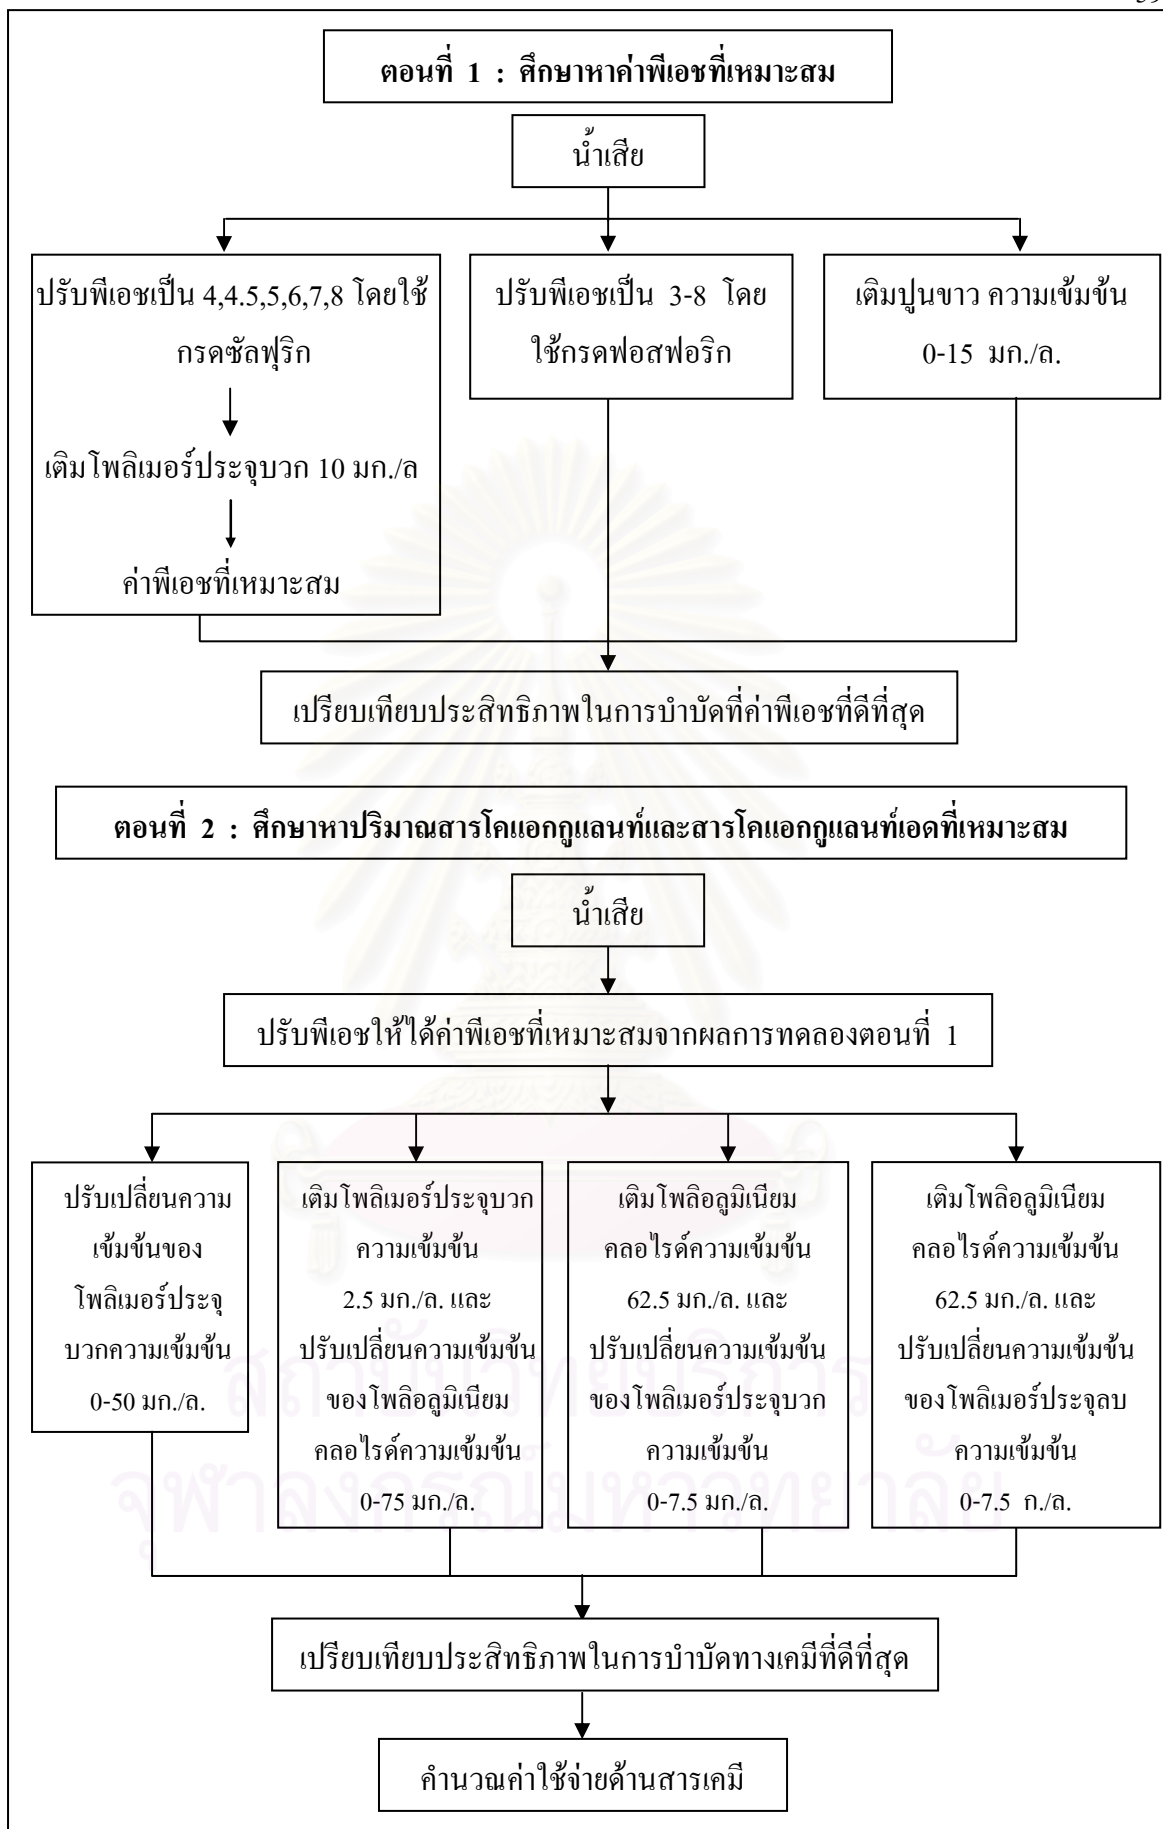 ตอนที่ 1 : ศึกษาหาค่าพีเอชที่เหมาะสม
น้ำเสีย
ปรับพีเอชเป็น 4,4.5,5,6,7,8 โดยใช้
กรดซัลฟุริก
เติมโพลิเมอร์ประจุบวก 10 มก./ล
ค่าพีเอชที่เหมาะสม
ปรับพีเอชเป็น 3-8 โดย
ใช้กรดฟอสฟอริก
เติมปูนขาว ความเข้มข้น
0-15 มก./ล.
เปรียบเทียบประสิทธิภาพในการบำบัดที่ค่าพีเอชที่ดีที่สุด
ตอนที่ 2 : ศึกษาหาปริมาณสารโคแอกกูแลนท์และสารโคแอกกูแลนท์เอดที่เหมาะสม
น้ำเสีย
ปรับพีเอชให้ได้ค่าพีเอชที่เหมาะสมจากผลการทดลองตอนที่ 1
ปรับเปลี่ยนความ
เข้มข้นของ
โพลิเมอร์ประจุ
บวกความเข้มข้น
0-50 มก./ล.
เติมโพลิเมอร์ประจุบวก
ความเข้มข้น
2.5 มก./ล. และ
ปรับเปลี่ยนความเข้มข้น
ของโพลิอลูมิเนียม
คลอไรด์ความเข้มข้น
0-75 มก./ล.
เติมโพลิอลูมิเนียม
คลอไรด์ความเข้มข้น
62.5 มก./ล. และ
ปรับเปลี่ยนความเข้มข้น
ของโพลิเมอร์ประจุบวก
ความเข้มข้น
0-7.5 มก./ล.
เติมโพลิอลูมิเนียม
คลอไรด์ความเข้มข้น
62.5 มก./ล. และ
ปรับเปลี่ยนความเข้มข้น
ของโพลิเมอร์ประจุลบ
ความเข้มข้น
0-7.5 ก./ล.
เปรียบเทียบประสิทธิภาพในการบำบัดทางเคมีที่ดีที่สุด
คำนวณค่าใช้จ่ายด้านสารเคมี
สถาบันวิทยบริการ
จุฬาลงกรณ์มหาวิทยาลัย